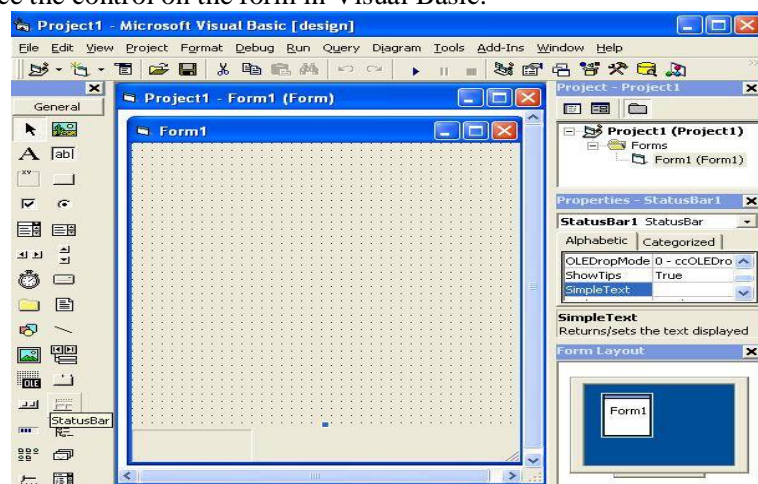 ee the control on the form in Visual Basic.
Project1 - Microsoft Visual Basic [design]
File Edit View Project Format Debug Run Query Diagram Tools Add-Ins Window Help
General
A
abl
xv
OLE
StatusBar
Project1 - Form1 (Form)
Form1
Project - Project1
Project1 (Project1)
Forms
Form1 (Form1)
Properties - StatusBar1
StatusBar1 StatusBar
Alphabetic Categorized
OLEDropMode 0 - ccOLEDro
ShowTips True
SimpleText
SimpleText
Returns/sets the text displayed
Form Layout
Form1